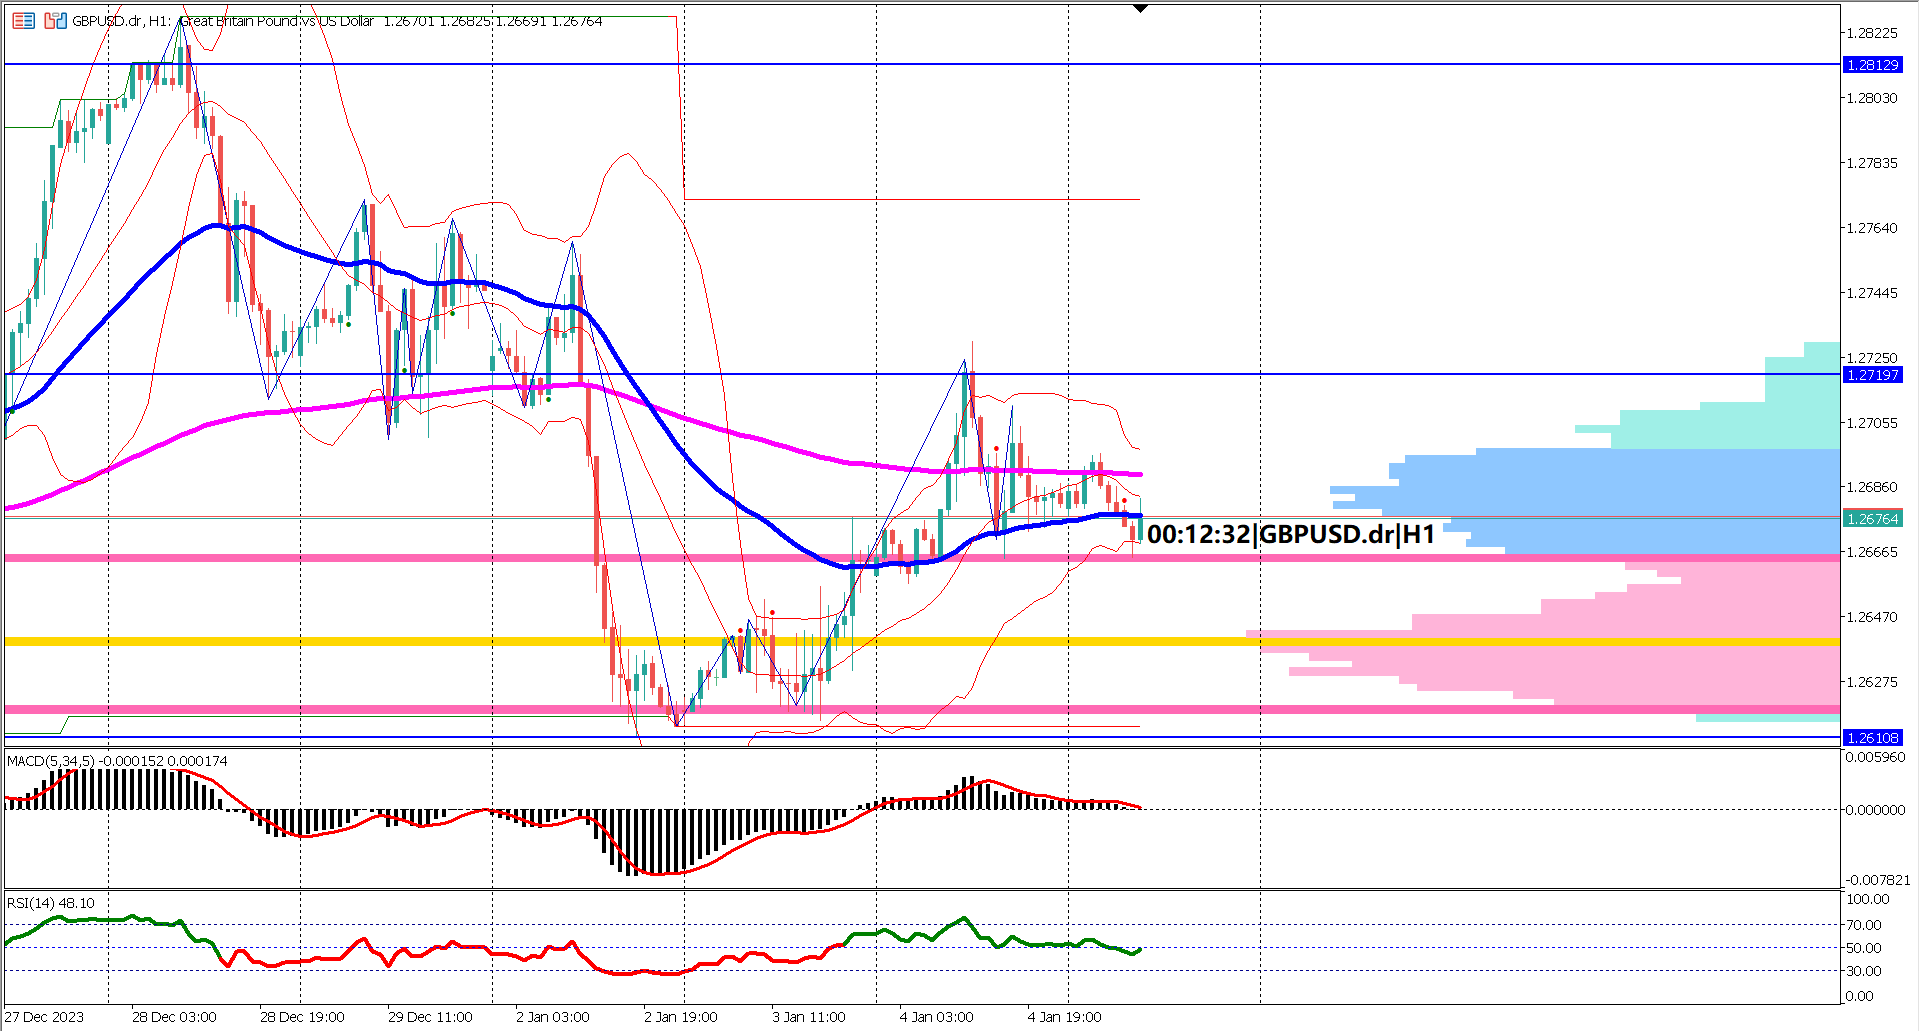 GBPUSD.dr, H1: Great Britain Pound vs US Dollar 1.26701 1.26825 1.26691 1.26764
1.28225
1.28129
1.28030
1.27835
1.27640
1.27445
1.27250
1.27197
1.27055
1.26860
1.26764
00:12:32|GBPUSD.dr|H1
1.26665
1.26470
1.26275
1.26108
MACD(5,34,5) -0.000152 0.000174
0.005960
0.000000
-0.007821
RSI(14) 48.10
100.00
70.00
50.00
30.00
0.00
27 Dec 2023
28 Dec 03:00
28 Dec 19:00
29 Dec 11:00
2 Jan 03:00
2 Jan 19:00
3 Jan 11:00
4 Jan 03:00
4 Jan 19:00